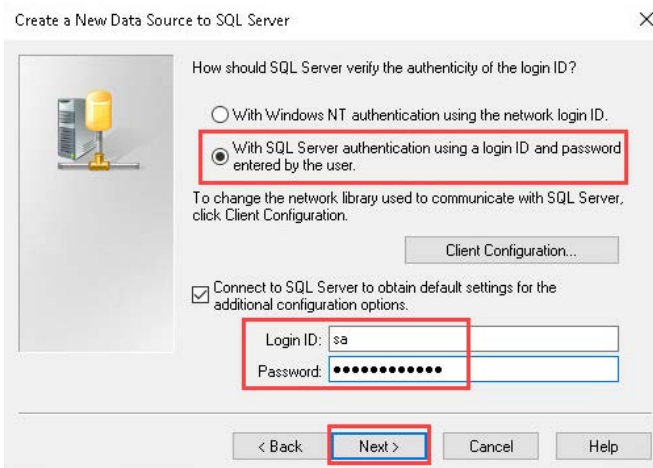 Create a New Data Source to SQL Server
How should SQL Server verify the authenticity of the login ID?
With Windows NT authentication using the network login ID.
With SQL Server authentication using a login ID and password
entered by the user.
To change the network library used to communicate with SQL Server,
click Client Configuration.
Client Configuration...
Connect to SQL Server to obtain default settings for the
additional configuration options.
Login ID: sa
Password: ●●●●●●●●●●●●
< Back Next > Cancel Help